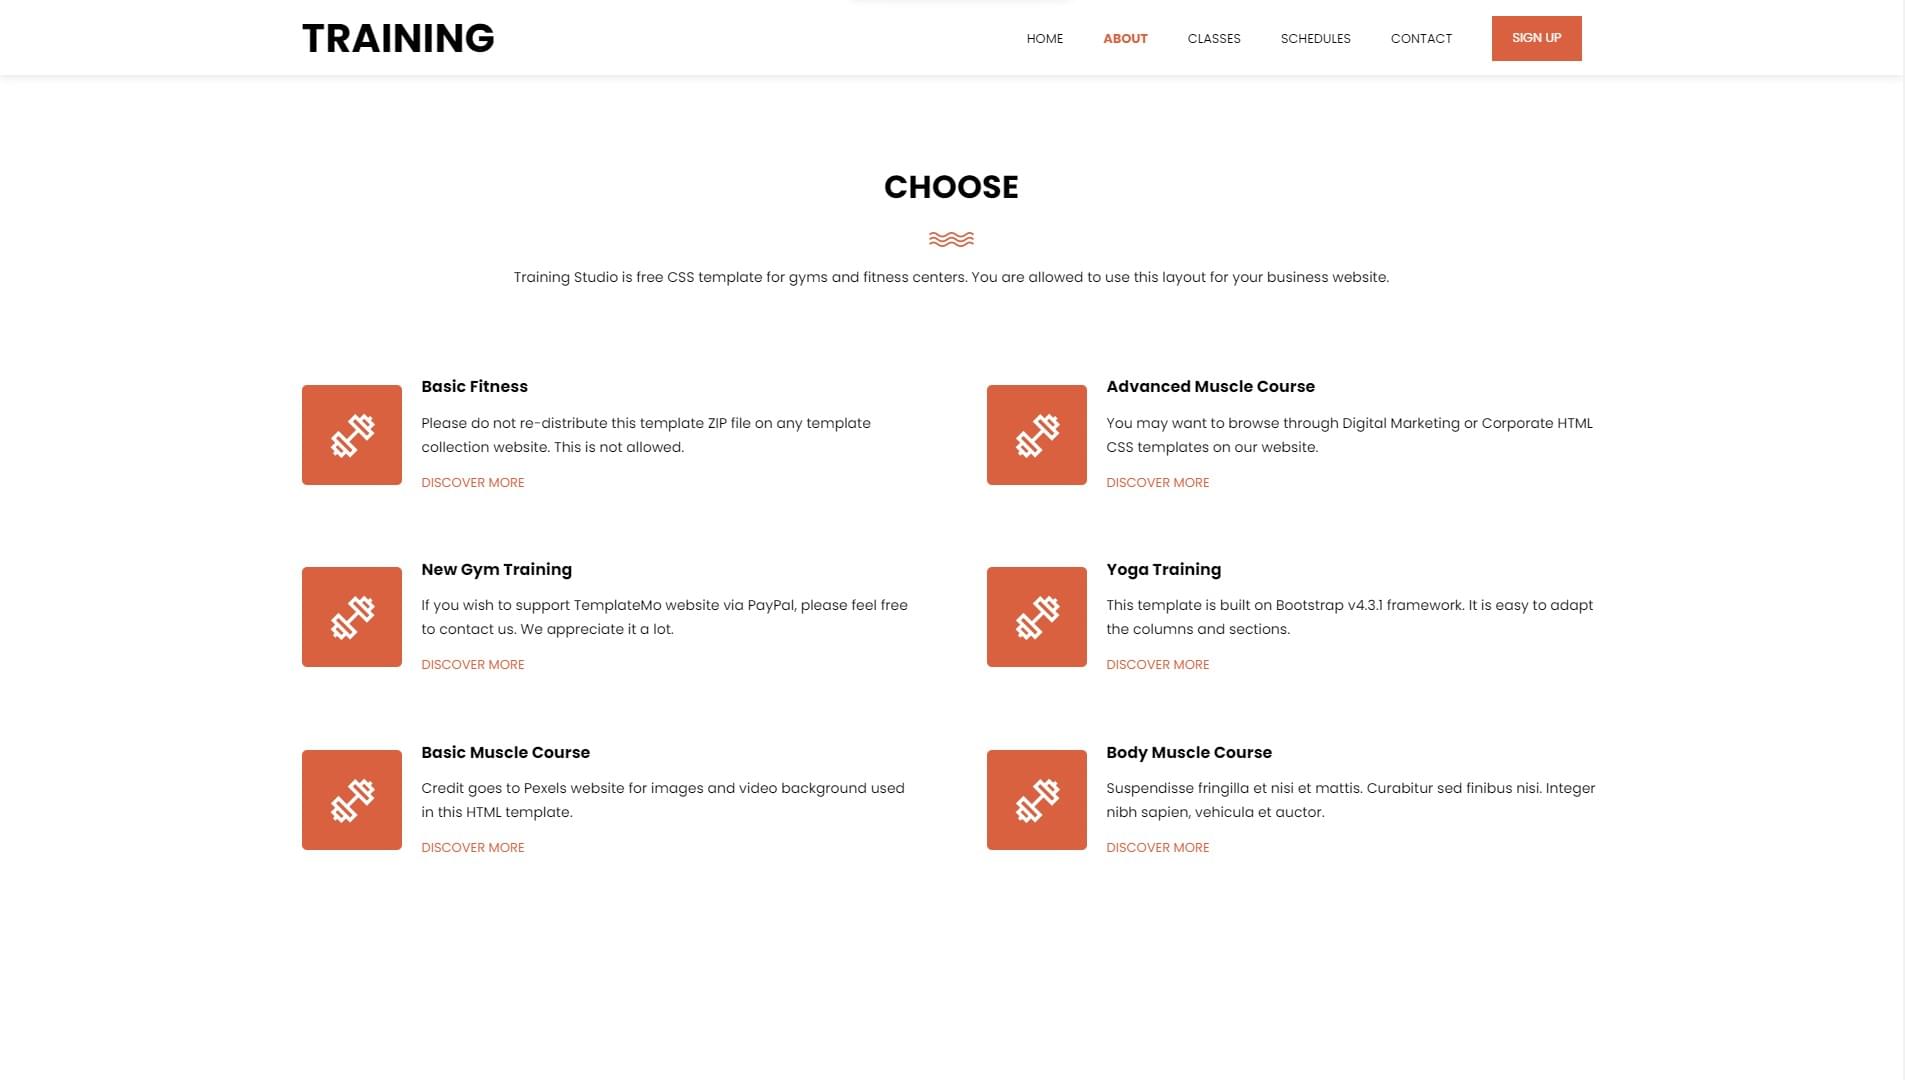 TRAINING
HOME
ABOUT
CLASSES
SCHEDULES
CONTACT
SIGN UP
CHOOSE
Training Studio is free CSS template for gyms and fitness centers. You are allowed to use this layout for your business website.
Basic Fitness
Please do not re-distribute this template ZIP file on any template
collection website. This is not allowed.
DISCOVER MORE
Advanced Muscle Course
You may want to browse through Digital Marketing or Corporate HTML
CSS templates on our website.
DISCOVER MORE
New Gym Training
If you wish to support TemplateMo website via PayPal, please feel free
to contact us. We appreciate it a lot.
DISCOVER MORE
Yoga Training
This template is built on Bootstrap v4.3.1 framework. It is easy to adapt
the columns and sections.
DISCOVER MORE
Basic Muscle Course
Credit goes to Pexels website for images and video background used
in this HTML template.
DISCOVER MORE
Body Muscle Course
Suspendisse fringilla et nisi et mattis. Curabitur sed finibus nisi. Integer
nibh sapien, vehicula et auctor.
DISCOVER MORE